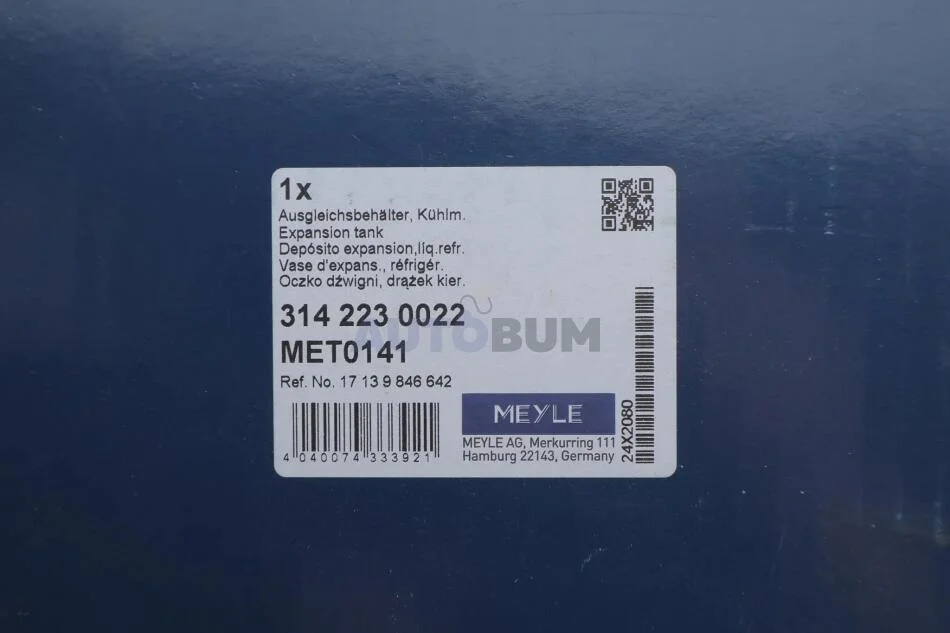 1x
Ausgleichsbehälter, Kühlm.
Expansion tank
Depósito expansion,líq.refr.
Vase d'expans., réfrigér.
Oczko dźwigni, drążek kier.
314 223 0022
AUTOBUM
MET0141
Ref. No. 17 13 9 846 642
MEYLE
MEYLE AG, Merkurring 111
Hamburg 22143, Germany
4 040074 333921
24X2080